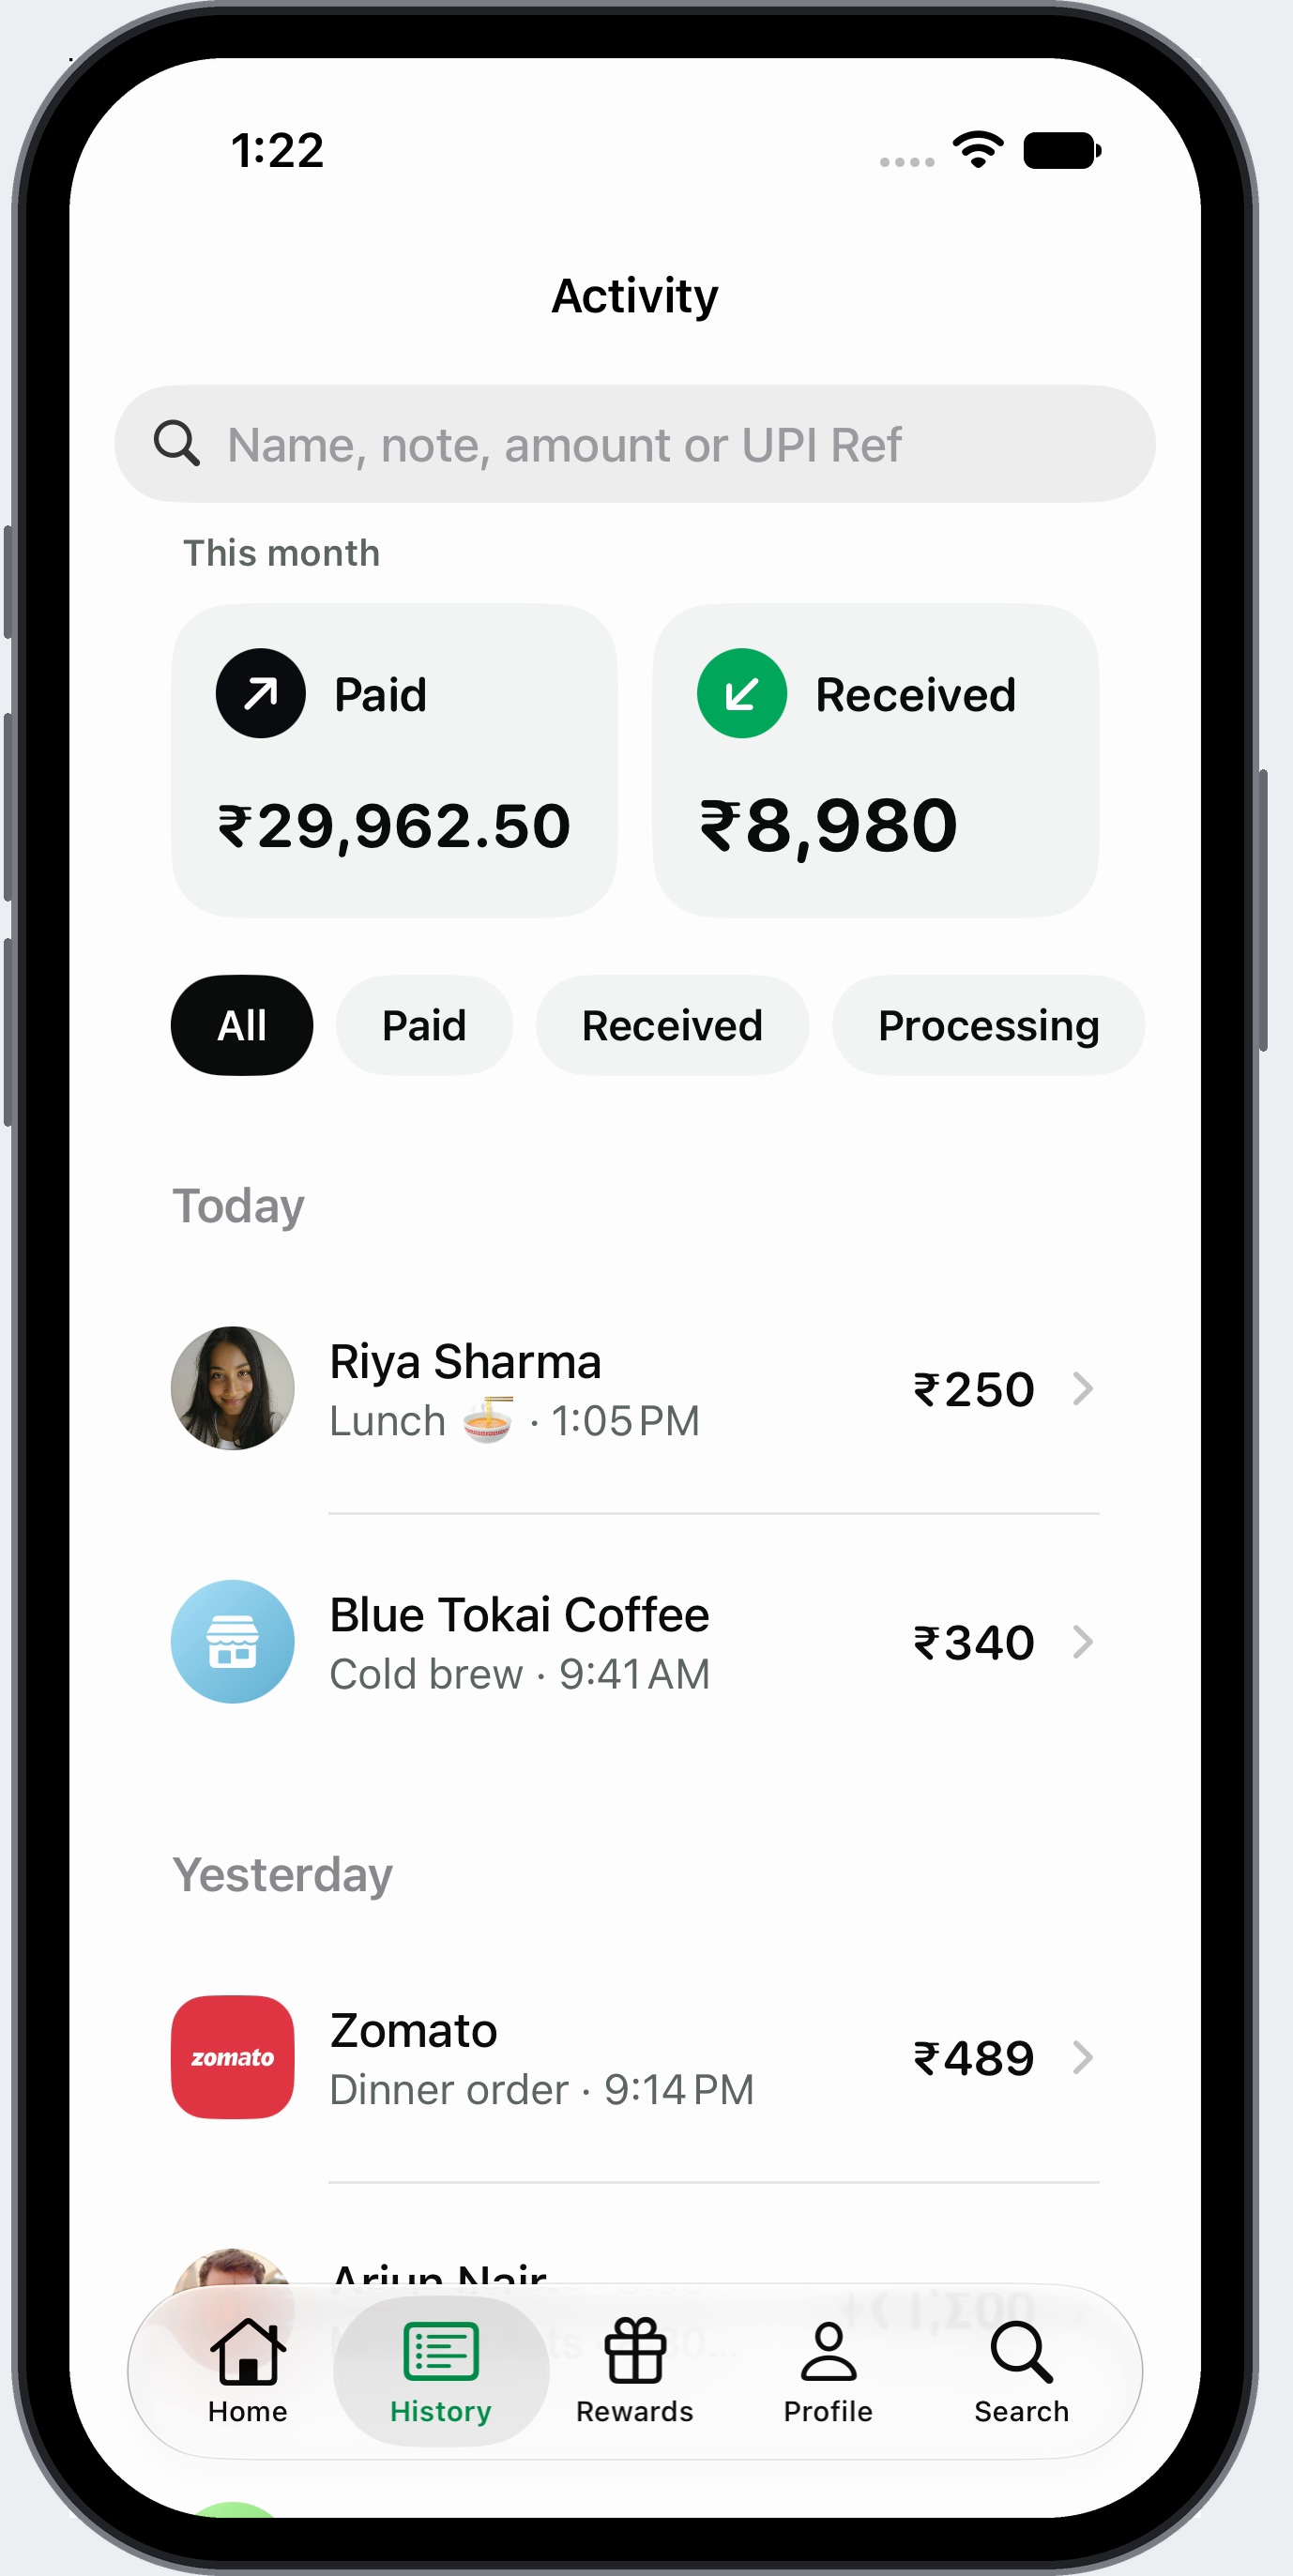 1:22
Activity
Name, note, amount or UPI Ref
This month
Paid
Received
₹29,962.50
₹8,980
All
Paid
Received
Processing
Today
Riya Sharma
Lunch 🍜 · 1:05 PM
₹250
Blue Tokai Coffee
Cold brew · 9:41 AM
₹340
Yesterday
zomato
Zomato
Dinner order · 9:14 PM
₹489
Arjun Nair
Home
History
Rewards
Profile
Search